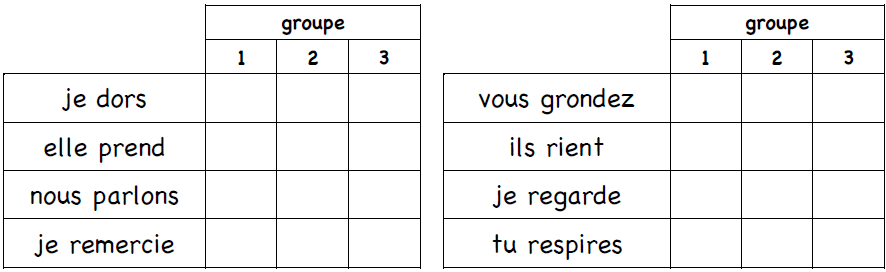 groupe
1 2 3
je dors
elle prend
nous parlons
je remercie
groupe
1 2 3
vous grondez
ils rient
je regarde
tu respires